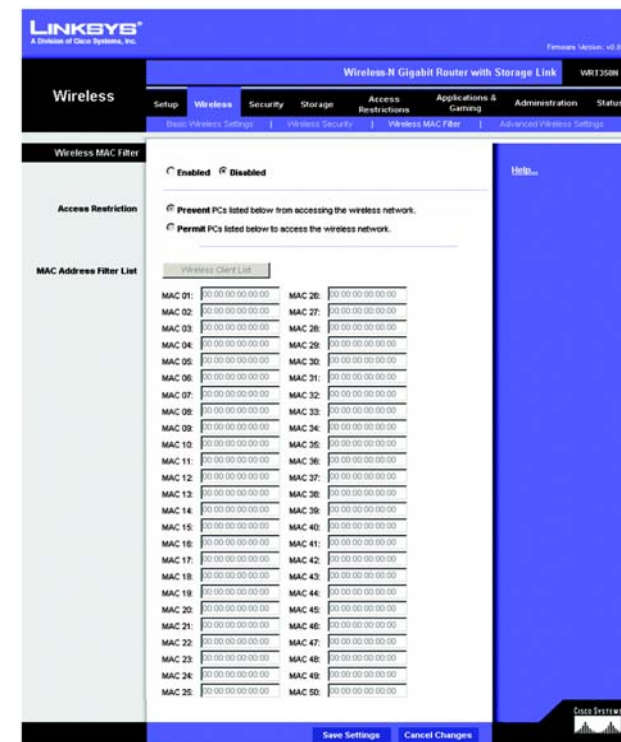 LINKSYS®
A Division of Cisco Systems, Inc.
Firmware Version: v0.0
Wireless-N Gigabit Router with Storage Link WRT350N
Wireless
Setup Wireless Security Storage Access Restrictions Applications & Gaming Administration Status
Basic Wireless Settings | Wireless Security | Wireless MAC Filter | Advanced Wireless Settings
Wireless MAC Filter
Enabled Disabled
Help...
Access Restriction
Prevent PCs listed below from accessing the wireless network.
Permit PCs listed below to access the wireless network.
MAC Address Filter List
Wireless Client List
MAC 01: 00:00:00:00:00:00 MAC 26: 00:00:00:00:00:00
MAC 02: 00:00:00:00:00:00 MAC 27: 00:00:00:00:00:00
MAC 03: 00:00:00:00:00:00 MAC 28: 00:00:00:00:00:00
MAC 04: 00:00:00:00:00:00 MAC 29: 00:00:00:00:00:00
MAC 05: 00:00:00:00:00:00 MAC 30: 00:00:00:00:00:00
MAC 06: 00:00:00:00:00:00 MAC 31: 00:00:00:00:00:00
MAC 07: 00:00:00:00:00:00 MAC 32: 00:00:00:00:00:00
MAC 08: 00:00:00:00:00:00 MAC 33: 00:00:00:00:00:00
MAC 09: 00:00:00:00:00:00 MAC 34: 00:00:00:00:00:00
MAC 10: 00:00:00:00:00:00 MAC 35: 00:00:00:00:00:00
MAC 11: 00:00:00:00:00:00 MAC 36: 00:00:00:00:00:00
MAC 12: 00:00:00:00:00:00 MAC 37: 00:00:00:00:00:00
MAC 13: 00:00:00:00:00:00 MAC 38: 00:00:00:00:00:00
MAC 14: 00:00:00:00:00:00 MAC 39: 00:00:00:00:00:00
MAC 15: 00:00:00:00:00:00 MAC 40: 00:00:00:00:00:00
MAC 16: 00:00:00:00:00:00 MAC 41: 00:00:00:00:00:00
MAC 17: 00:00:00:00:00:00 MAC 42: 00:00:00:00:00:00
MAC 18: 00:00:00:00:00:00 MAC 43: 00:00:00:00:00:00
MAC 19: 00:00:00:00:00:00 MAC 44: 00:00:00:00:00:00
MAC 20: 00:00:00:00:00:00 MAC 45: 00:00:00:00:00:00
MAC 21: 00:00:00:00:00:00 MAC 46: 00:00:00:00:00:00
MAC 22: 00:00:00:00:00:00 MAC 47: 00:00:00:00:00:00
MAC 23: 00:00:00:00:00:00 MAC 48: 00:00:00:00:00:00
MAC 24: 00:00:00:00:00:00 MAC 49: 00:00:00:00:00:00
MAC 25: 00:00:00:00:00:00 MAC 50: 00:00:00:00:00:00
Save Settings Cancel Changes
CISCO SYSTEMS